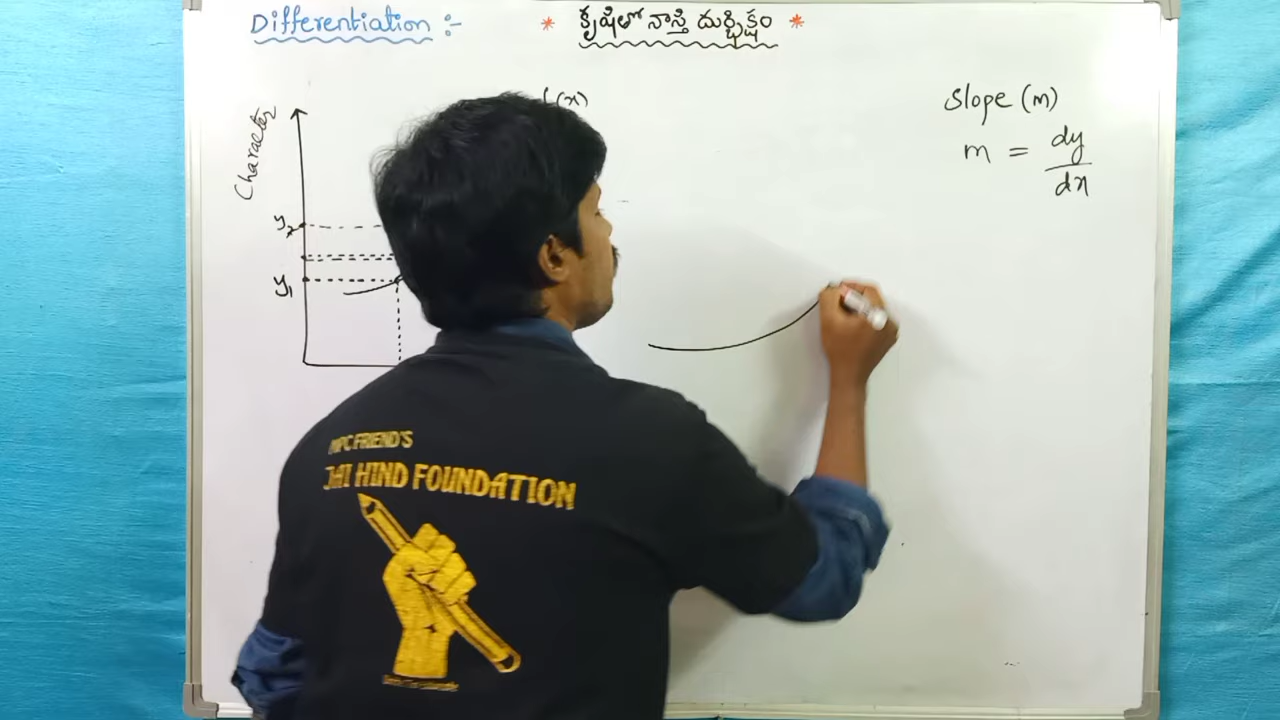 Differentiation :-
* కృషితో నాస్తి దుర్భిక్షం *
Character
f(x)
y₂
y₁
Slope (m)
m = dy/dx
MPC FRIEND'S
JAI HIND FOUNDATION